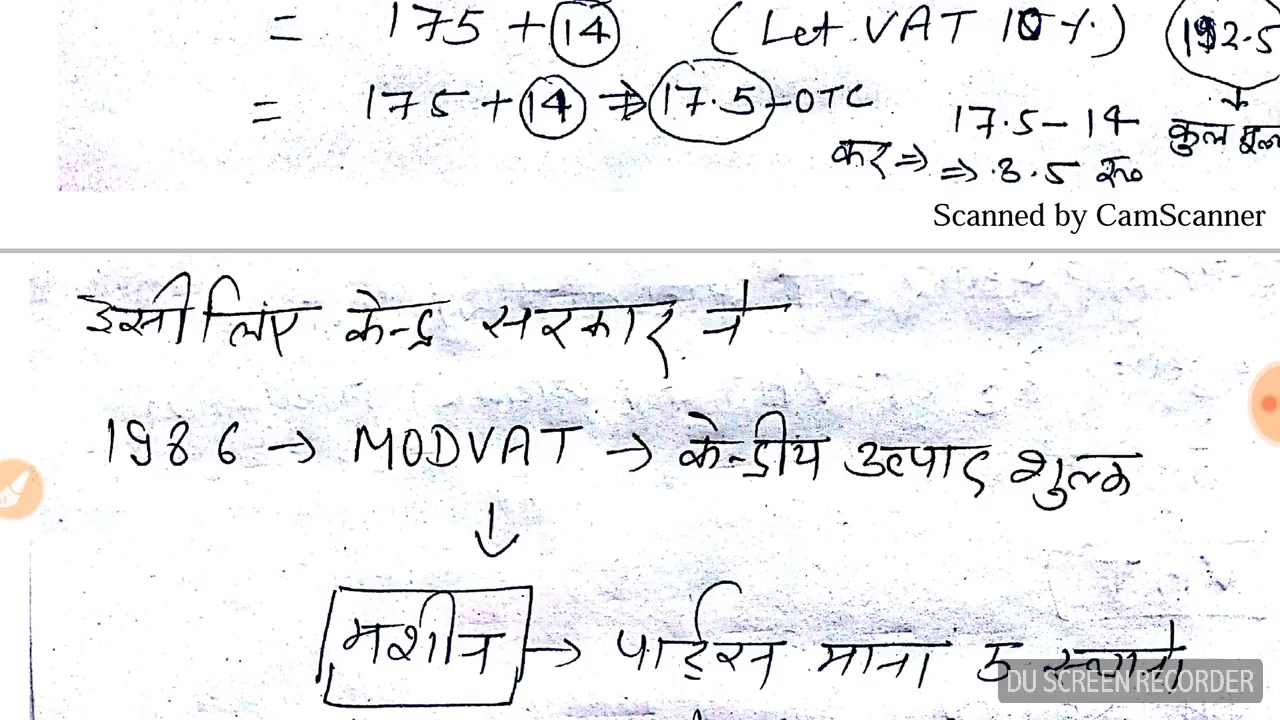 = 175 + 14 (Let VAT 10%) 192.5
= 175 + 14 ⇒ 17.5 - OTC
17.5 - 14 कुल मूल्
कर ⇒ ⇒ 3.5 रु०
Scanned by CamScanner
इसीलिए केन्द्र सरकार ने
1986 → MODVAT → केन्द्रीय उत्पाद शुल्क
↓
मशीन → माना 5
DU SCREEN RECORDER